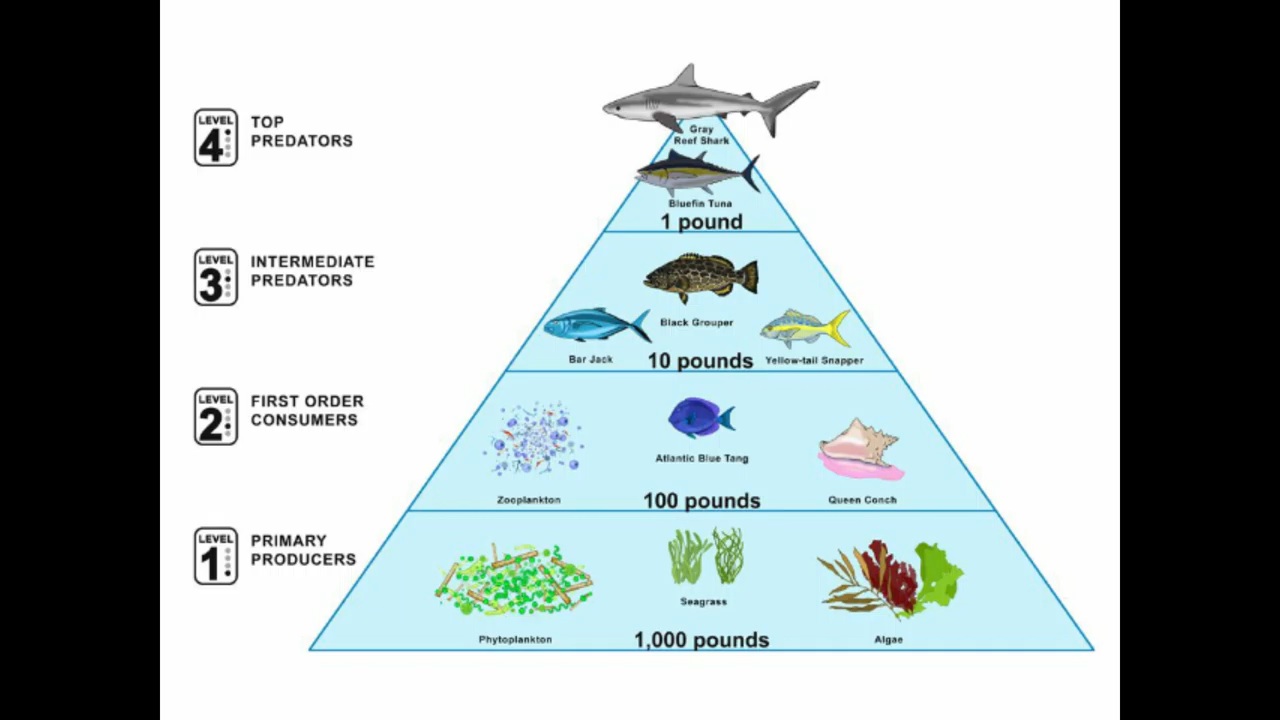 LEVEL
4
TOP
PREDATORS
Gray
Reef Shark
Bluefin Tuna
1 pound
LEVEL
3
INTERMEDIATE
PREDATORS
Black Grouper
Bar Jack
10 pounds
Yellow-tail Snapper
LEVEL
2
FIRST ORDER
CONSUMERS
Atlantic Blue Tang
Zooplankton
100 pounds
Queen Conch
LEVEL
1
PRIMARY
PRODUCERS
Seagrass
Phytoplankton
1,000 pounds
Algae